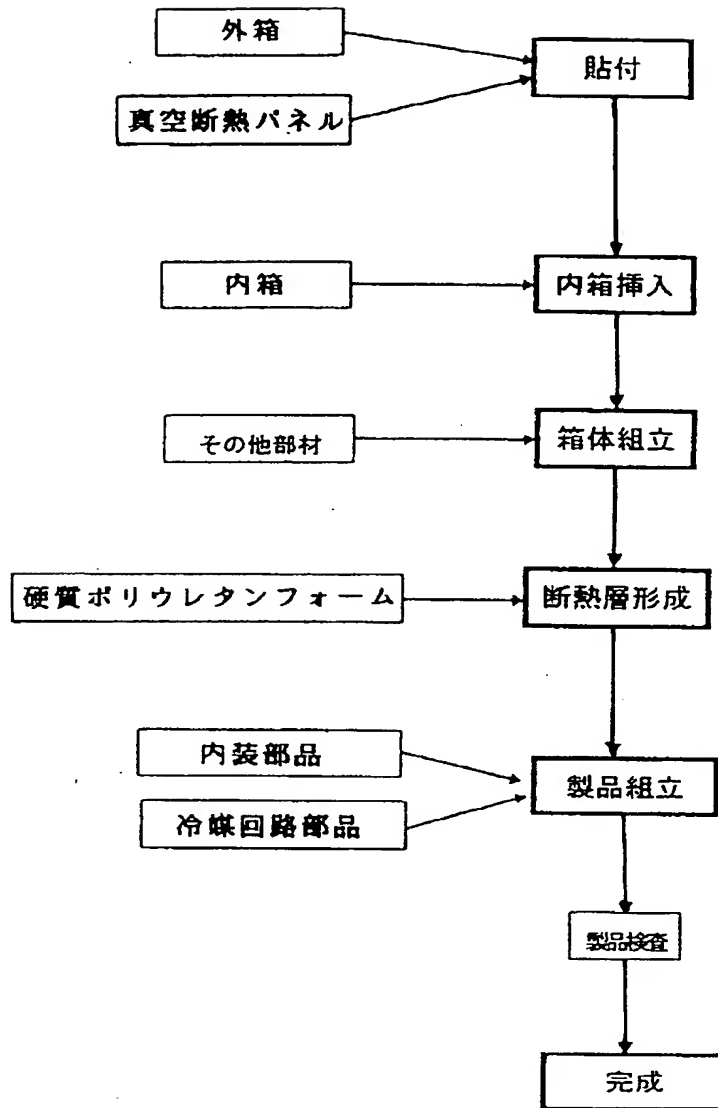 外箱
貼付
真空断熱パネル
内箱
内箱挿入
その他部材
箱体組立
硬質ポリウレタンフォーム
断熱層形成
内装部品
製品組立
冷媒回路部品
製品検査
完成